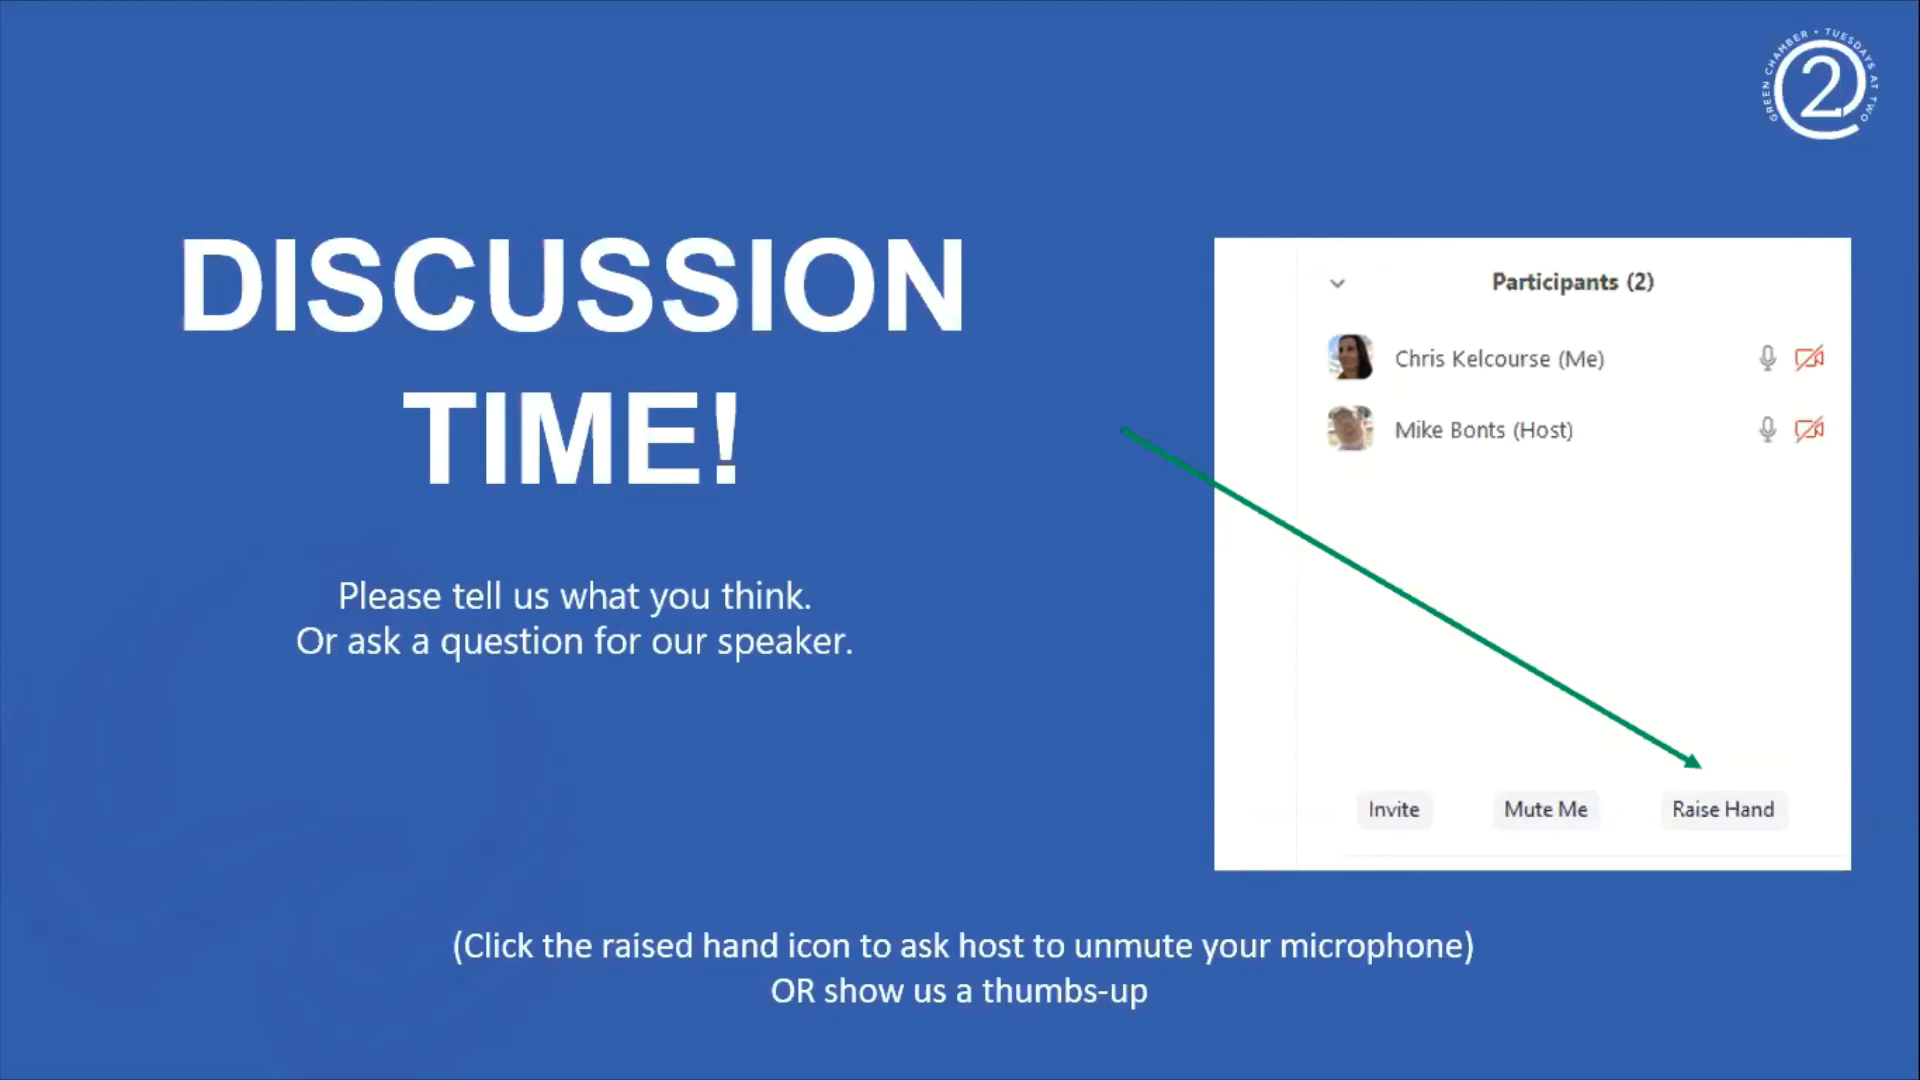 GREEN CHAMBER • TUESDAYS AT TWO
2
DISCUSSION
TIME!
Please tell us what you think.
Or ask a question for our speaker.
Participants (2)
Chris Kelcourse (Me)
Mike Bonts (Host)
Invite
Mute Me
Raise Hand
(Click the raised hand icon to ask host to unmute your microphone)
OR show us a thumbs-up